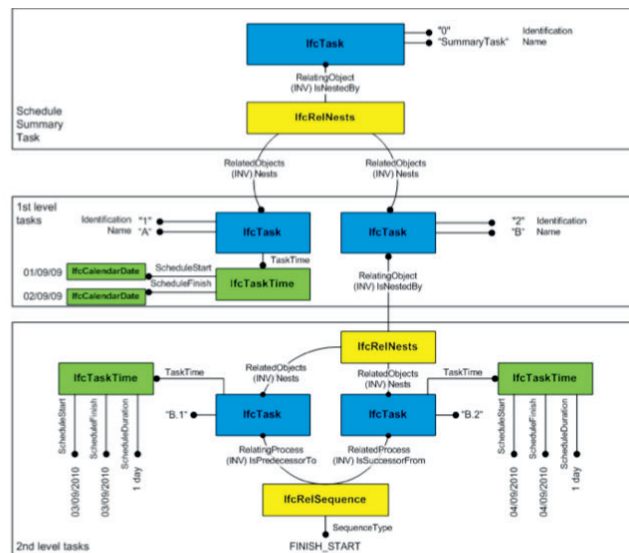 IfcTask
"0" Identification
"SummaryTask" Name
RelatingObject
(INV) IsNestedBy
Schedule
Summary
Task
IfcRelNests
RelatedObjects
(INV) Nests
RelatedObjects
(INV) Nests
1st level
tasks
Identification "1"
Name "A"
IfcTask
IfcTask
"2" Identification
"B" Name
TaskTime
01/09/09
IfcCalendarDate
ScheduleStart
IfcTaskTime
ScheduleFinish
02/09/09
IfcCalendarDate
RelatingObject
(INV) IsNestedBy
IfcRelNests
IfcTaskTime
TaskTime
RelatedObjects
(INV) Nests
RelatedObjects
(INV) Nests
TaskTime
IfcTaskTime
"B.1"
IfcTask
IfcTask
"B.2"
ScheduleStart
ScheduleFinish
ScheduleDuration
03/09/2010
03/09/2010
1 day
RelatingProcess
(INV) IsPredecessorTo
RelatedProcess
(INV) IsSuccessorFrom
ScheduleStart
ScheduleFinish
ScheduleDuration
04/09/2010
04/09/2010
1 day
IfcRelSequence
SequenceType
FINISH_START
2nd level tasks